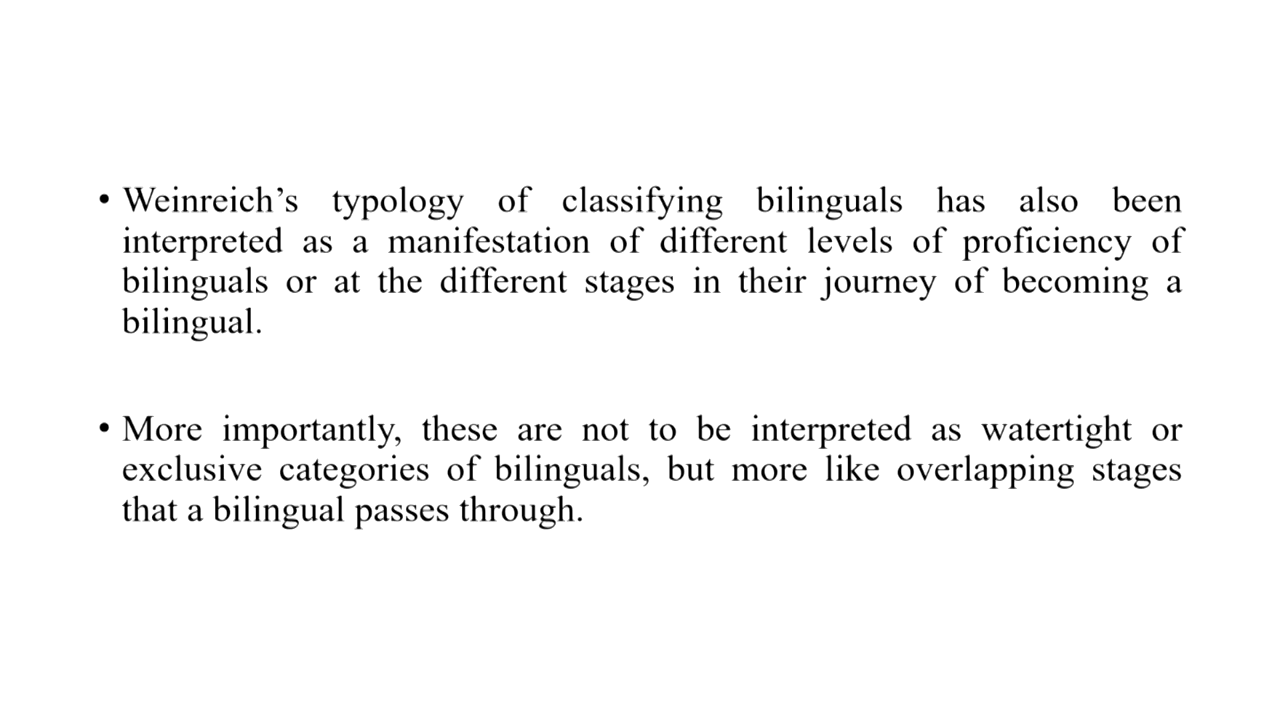 • Weinreich’s typology of classifying bilinguals has also been
interpreted as a manifestation of different levels of proficiency of
bilinguals or at the different stages in their journey of becoming a
bilingual.
• More importantly, these are not to be interpreted as watertight or
exclusive categories of bilinguals, but more like overlapping stages
that a bilingual passes through.